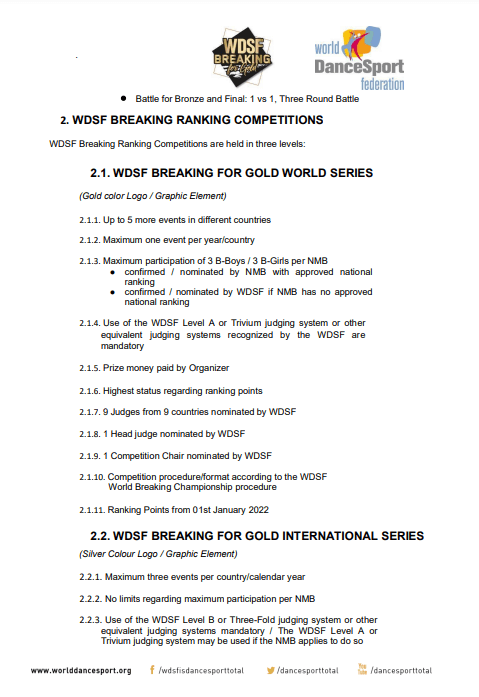 WDSF
BREAKING
for Gold
world
DanceSport
federation
● Battle for Bronze and Final: 1 vs 1, Three Round Battle
2. WDSF BREAKING RANKING COMPETITIONS
WDSF Breaking Ranking Competitions are held in three levels:
2.1. WDSF BREAKING FOR GOLD WORLD SERIES
(Gold color Logo / Graphic Element)
2.1.1. Up to 5 more events in different countries
2.1.2. Maximum one event per year/country
2.1.3. Maximum participation of 3 B-Boys / 3 B-Girls per NMB
● confirmed / nominated by NMB with approved national
ranking
● confirmed / nominated by WDSF if NMB has no approved
national ranking
2.1.4. Use of the WDSF Level A or Trivium judging system or other
equivalent judging systems recognized by the WDSF are
mandatory
2.1.5. Prize money paid by Organizer
2.1.6. Highest status regarding ranking points
2.1.7. 9 Judges from 9 countries nominated by WDSF
2.1.8. 1 Head judge nominated by WDSF
2.1.9. 1 Competition Chair nominated by WDSF
2.1.10. Competition procedure/format according to the WDSF
World Breaking Championship procedure
2.1.11. Ranking Points from 01st January 2022
2.2. WDSF BREAKING FOR GOLD INTERNATIONAL SERIES
(Silver Colour Logo / Graphic Element)
2.2.1. Maximum three events per country/calendar year
2.2.2. No limits regarding maximum participation per NMB
2.2.3. Use of the WDSF Level B or Three-Fold judging system or other
equivalent judging systems mandatory / The WDSF Level A or
Trivium judging system may be used if the NMB applies to do so
www.worlddancesport.org f /wdsfisdancesporttotal /dancesporttotal You Tube /dancesporttotal